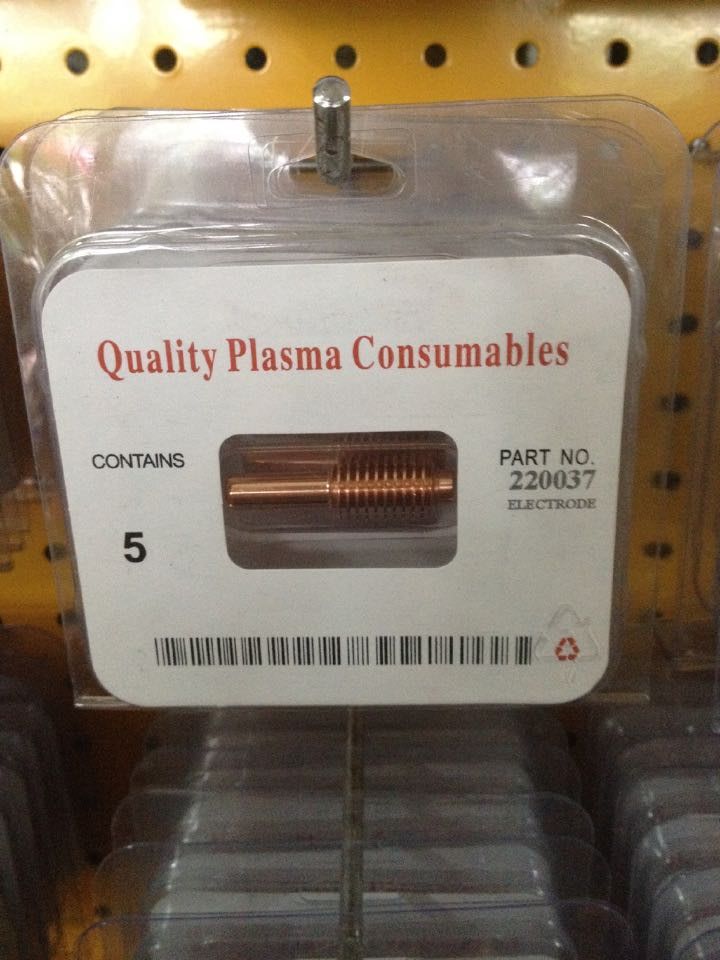 Quality Plasma Consumables
CONTAINS
5
PART NO.
220037
ELECTRODE